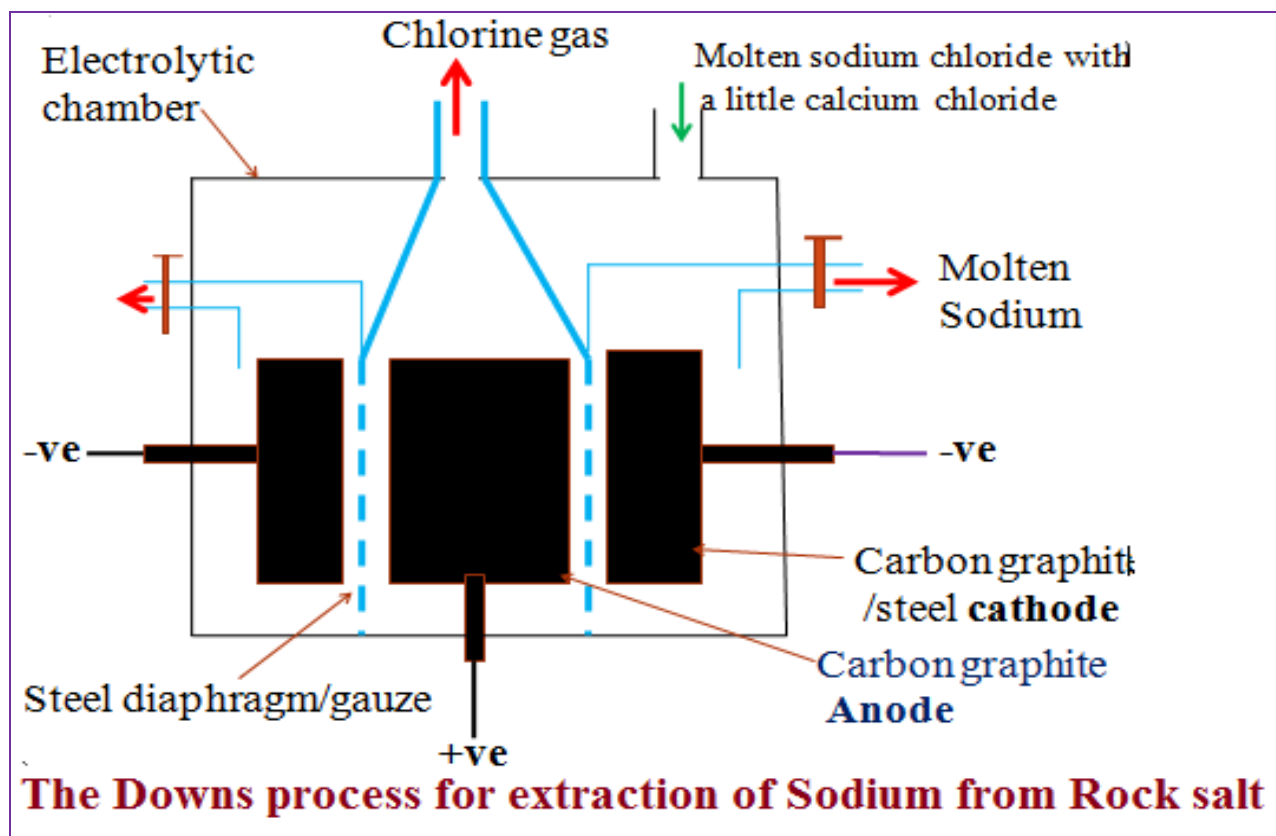 Chlorine gas
Electrolytic
chamber
Molten sodium chloride with
a little calcium chloride
Molten
Sodium
-ve
-ve
Carbon graphit
/steel cathode
Carbon graphite
Anode
Steel diaphragm/gauze
+ve
The Downs process for extraction of Sodium from Rock salt